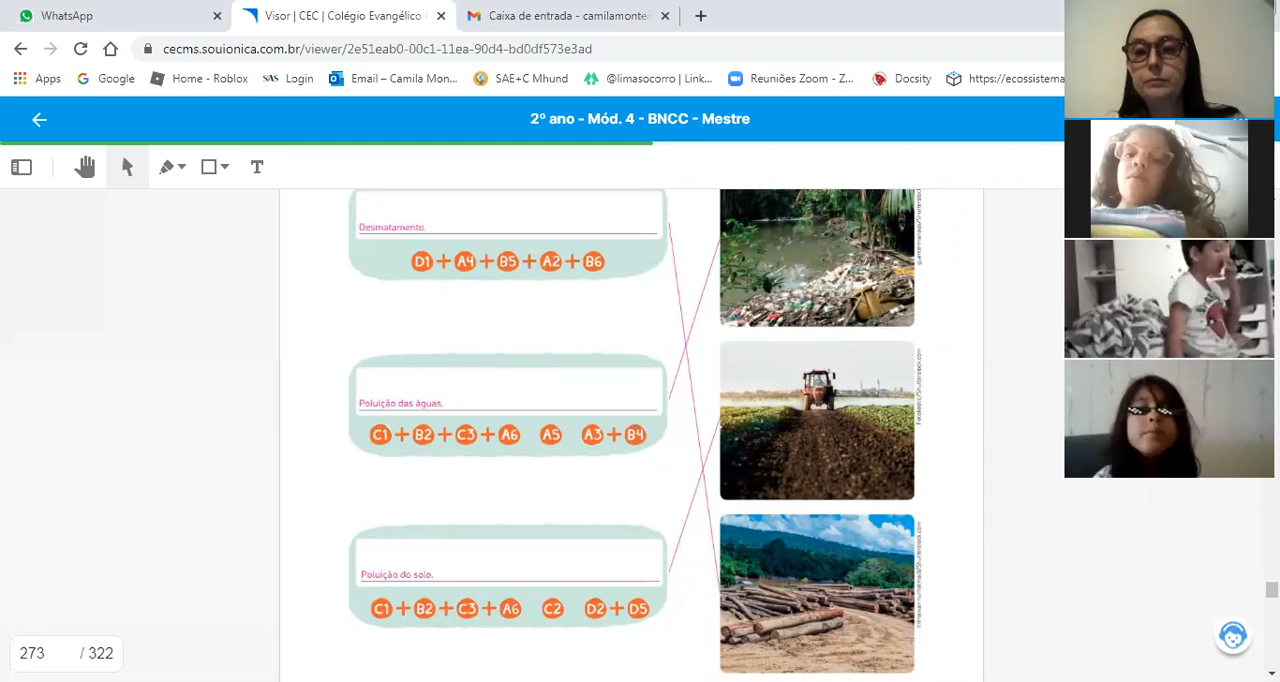 WhatsApp
Visor | CEC | Colégio Evangélico
Caixa de entrada - camilamonter
cecms.souionica.com.br/viewer/2e51eab0-00c1-11ea-90d4-bd0df573e3ad
Apps
Google
Home - Roblox
SAS Login
Email – Camila Mon...
SAE+C Mhund
@limasocorro | Link...
Reuniões Zoom - Z...
Docsity
https://ecossistema
2º ano - Mód. 4 - BNCC - Mestre
T
Desmatamento.
D1 + A4 + B5 + A2 + B6
Poluição das águas.
C1 + B2 + C3 + A6 A5 A3 + B4
Poluição do solo.
C1 + B2 + C3 + A6 C2 D2 + D5
273 / 322